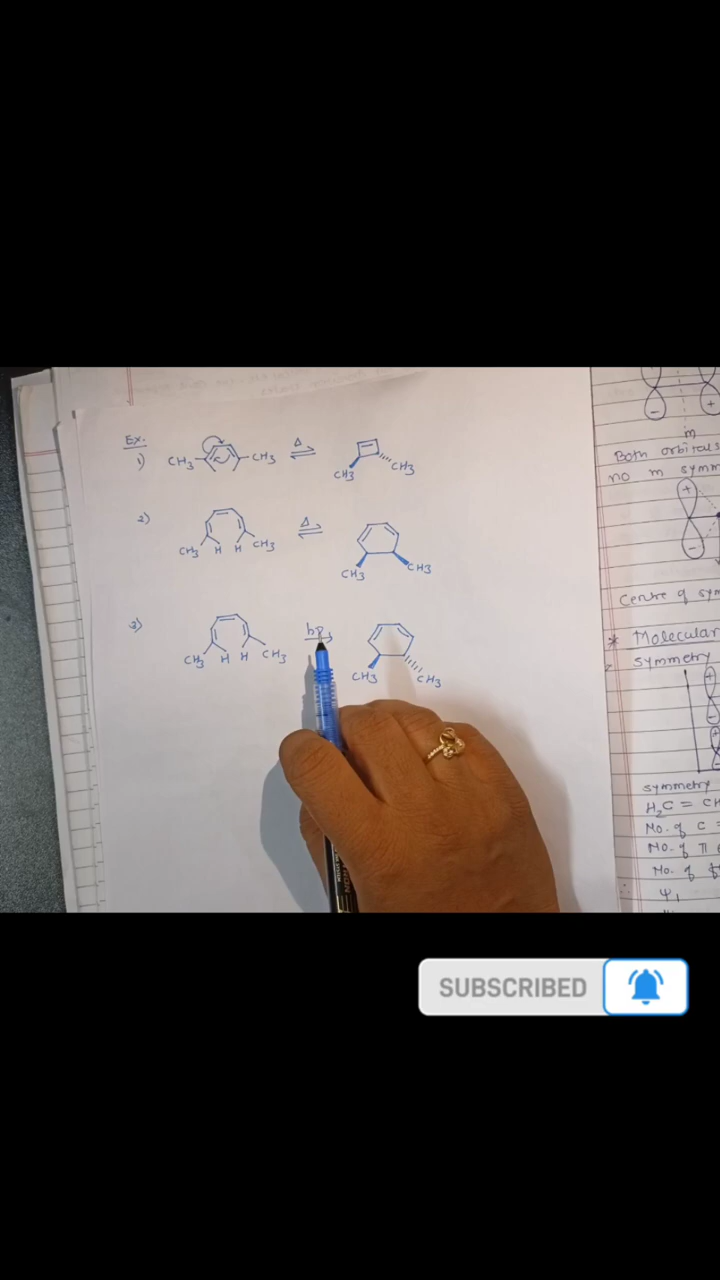 Ex.
1) CH3 CH3 Δ ⇌ CH3 CH3
2) CH3 H H CH3 Δ ⇌ CH3 CH3
3) CH3 H H CH3 CH3 CH3
- + m
Both orbitals
no m symm
+
-
Centre of sym
* Molecular
symmetry
symmetry
H2C = CH
No. of C =
No. of π e
No. of
Ψ1
SUBSCRIBED